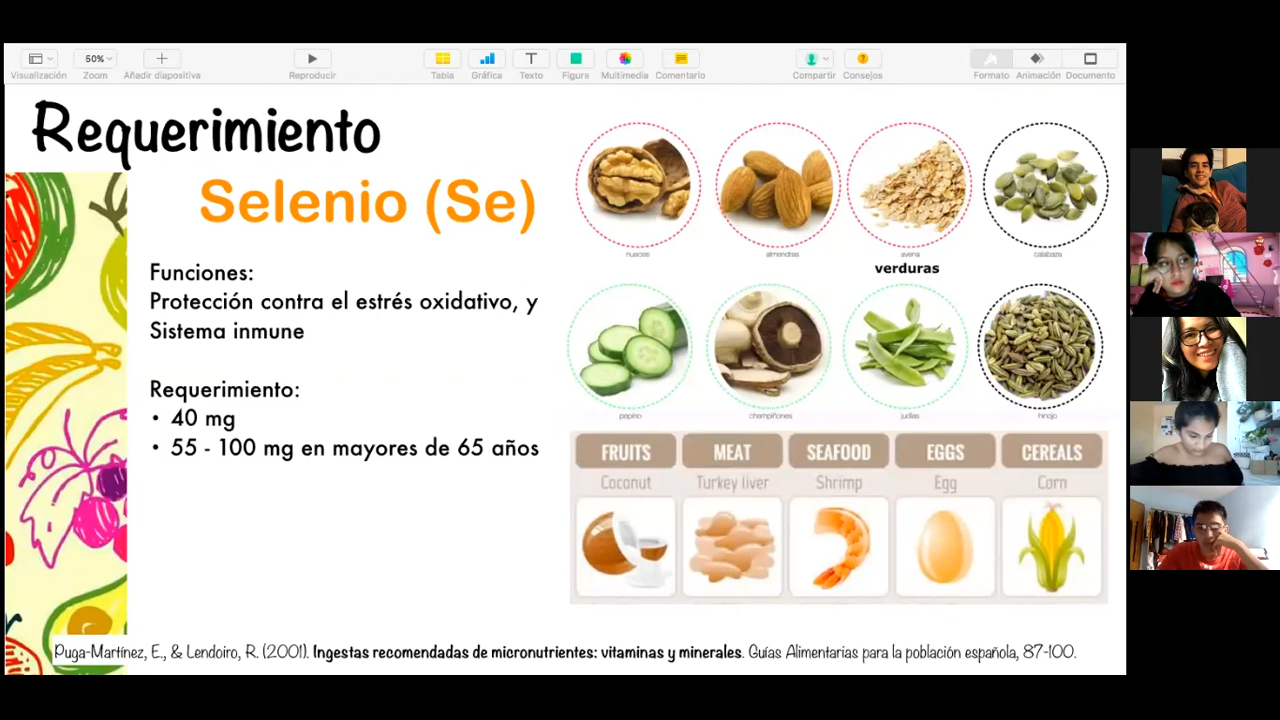 50%
Visualización
Zoom
Añadir diapositiva
Reproducir
Tabla
Gráfica
T
Texto
Figura
Multimedia
Comentario
Compartir
Consejos
Formato
Animación
Documento
Requerimiento
Selenio (Se)
Funciones:
Protección contra el estrés oxidativo, y
Sistema inmune
Requerimiento:
• 40 mg
• 55 - 100 mg en mayores de 65 años
nueces
almendras
avena
calabaza
verduras
pepino
champiñones
judías
hinojo
FRUITS
MEAT
SEAFOOD
EGGS
CEREALS
Coconut
Turkey liver
Shrimp
Egg
Corn
Puga-Martínez, E., & Lendoiro, R. (2001). Ingestas recomendadas de micronutrientes: vitaminas y minerales. Guías Alimentarias para la población española, 87-100.